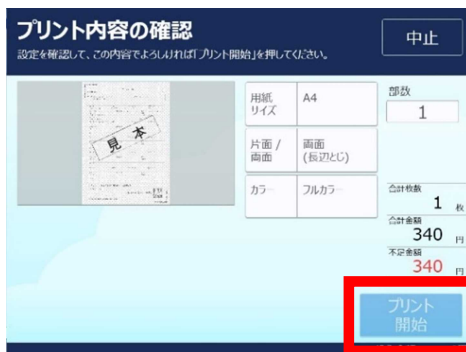 プリント内容の確認
設定を確認して、この内容でよろしければ「プリント開始」を押してください。
中止
見本
用紙
サイズ
A4
片面 /
両面
両面
(長辺とじ)
カラー
フルカラー
部数
1
合計枚数
1 枚
合計金額
340 円
不足金額
340 円
プリント
開始